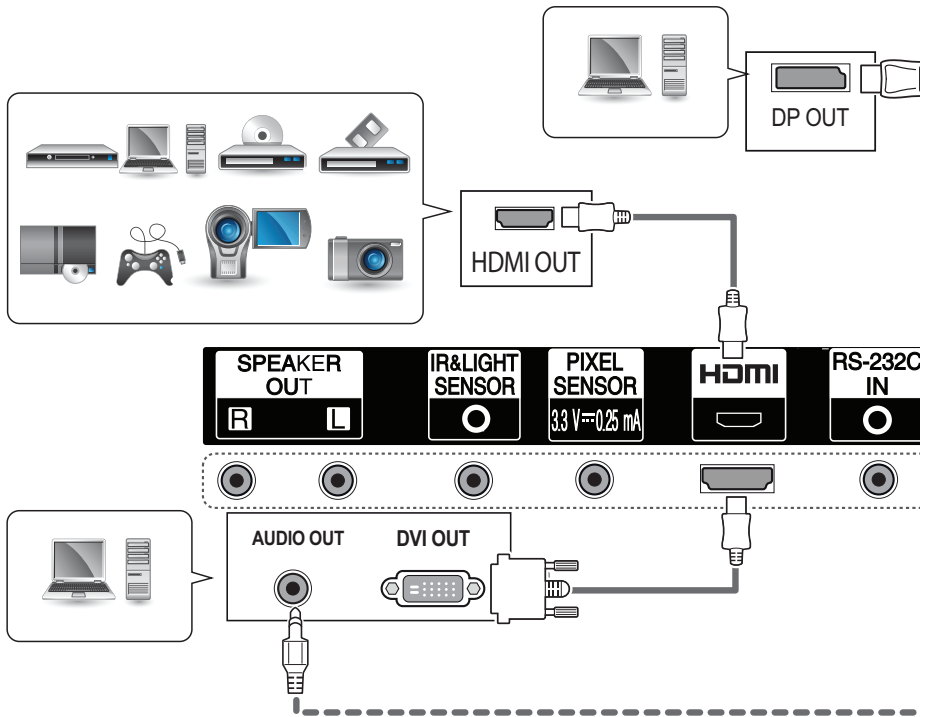 DP OUT
HDMI OUT
SPEAKER
OUT
R L
IR&LIGHT
SENSOR
PIXEL
SENSOR
3.3 V⎓0.25 mA
HDMI
RS-232C
IN
AUDIO OUT
DVI OUT